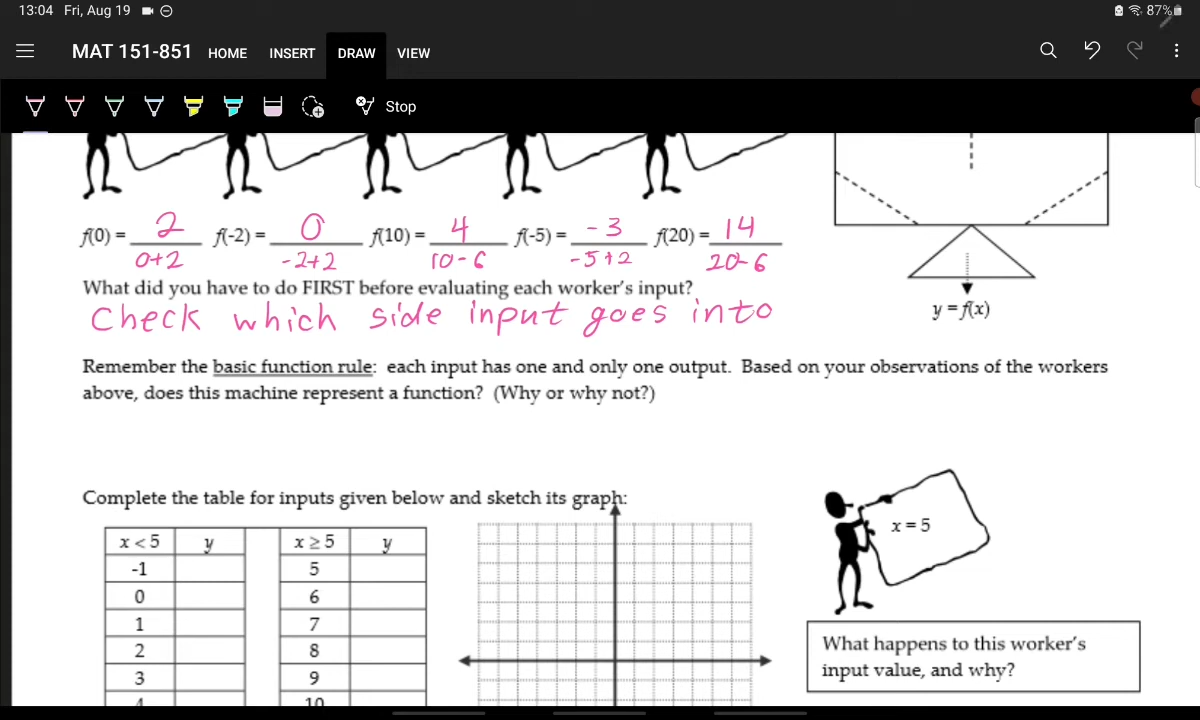 13:04 Fri, Aug 19 87%
MAT 151-851 HOME INSERT DRAW VIEW
Stop
f(0) = 2 f(-2) = 0 f(10) = 4 f(-5) = -3 f(20) = 14
0+2 -2+2 10-6 -5+2 20-6
What did you have to do FIRST before evaluating each worker's input?
Check which side input goes into
y = f(x)
Remember the basic function rule: each input has one and only one output. Based on your observations of the workers
above, does this machine represent a function? (Why or why not?)
Complete the table for inputs given below and sketch its graph:
x < 5 y x ≥ 5 y
-1 5
0 6
1 7
2 8
3 9
4 10
x = 5
What happens to this worker's
input value, and why?